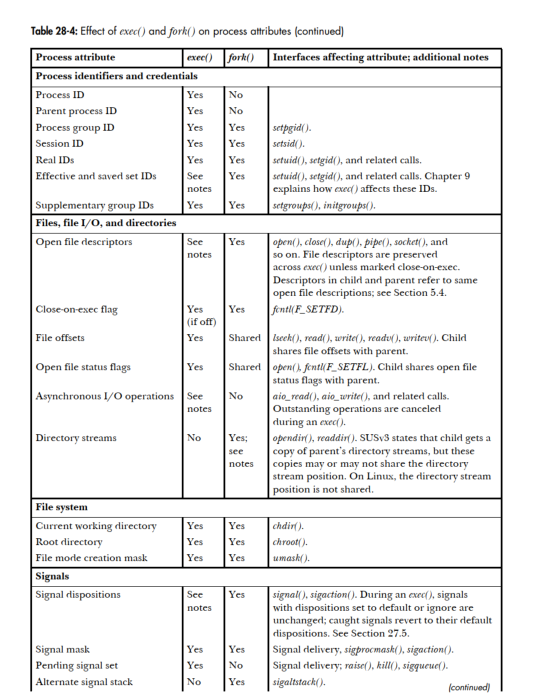 Table 28-4: Effect of exec() and fork() on process attributes (continued)
Process attribute exec() fork() Interfaces affecting attribute; additional notes
Process identifiers and credentials
Process ID Yes No
Parent process ID Yes No
Process group ID Yes Yes setpgid().
Session ID Yes Yes setsid().
Real IDs Yes Yes setuid(), setgid(), and related calls.
Effective and saved set IDs See Yes setuid(), setgid(), and related calls. Chapter 9
notes explains how exec() affects these IDs.
Supplementary group IDs Yes Yes setgroups(), initgroups().
Files, file I/O, and directories
Open file descriptors See Yes open(), close(), dup(), pipe(), socket(), and
notes so on. File descriptors are preserved
across exec() unless marked close-on-exec.
Descriptors in child and parent refer to same
open file descriptions; see Section 5.4.
Close-on-exec flag Yes Yes fcntl(F_SETFD).
(if off)
File offsets Yes Shared lseek(), read(), write(), readv(), writev(). Child
shares file offsets with parent.
Open file status flags Yes Shared open(), fcntl(F_SETFL). Child shares open file
status flags with parent.
Asynchronous I/O operations See No aio_read(), aio_write(), and related calls.
notes Outstanding operations are canceled
during an exec().
Directory streams No Yes; opendir(), readdir(). SUSv3 states that child gets a
see copy of parent's directory streams, but these
notes copies may or may not share the directory
stream position. On Linux, the directory stream
position is not shared.
File system
Current working directory Yes Yes chdir().
Root directory Yes Yes chroot().
File mode creation mask Yes Yes umask().
Signals
Signal dispositions See Yes signal(), sigaction(). During an exec(), signals
notes with dispositions set to default or ignore are
unchanged; caught signals revert to their default
dispositions. See Section 27.5.
Signal mask Yes Yes Signal delivery, sigprocmask(), sigaction().
Pending signal set Yes No Signal delivery; raise(), kill(), sigqueue().
Alternate signal stack No Yes sigaltstack().
(continued)